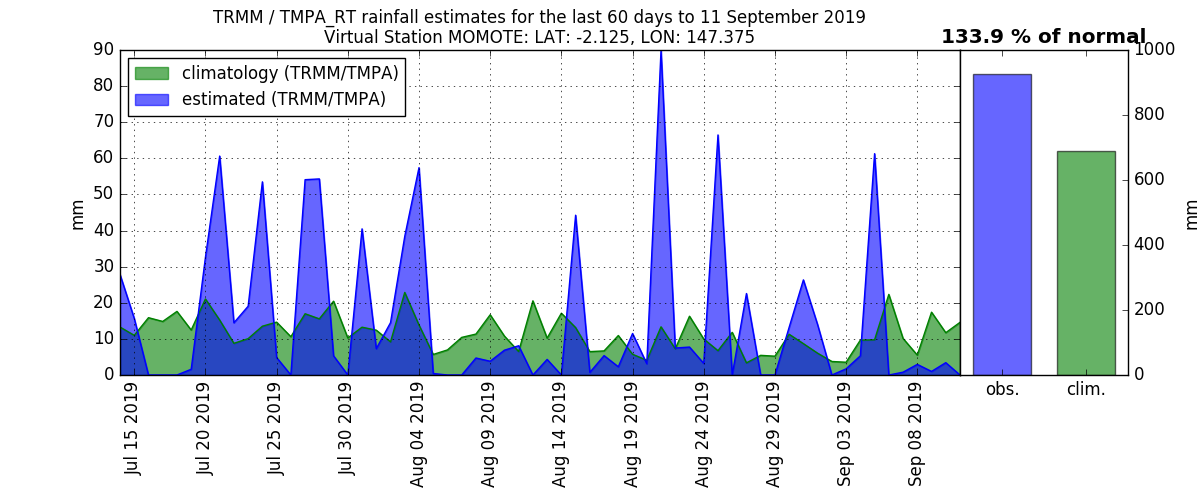 TRMM / TMPA_RT rainfall estimates for the last 60 days to 11 September 2019
Virtual Station MOMOTE: LAT: -2.125, LON: 147.375
133.9 % of normal
climatology (TRMM/TMPA)
estimated (TRMM/TMPA)
mm
90
80
70
60
50
40
30
20
10
0
Jul 15 2019
Jul 20 2019
Jul 25 2019
Jul 30 2019
Aug 04 2019
Aug 09 2019
Aug 14 2019
Aug 19 2019
Aug 24 2019
Aug 29 2019
Sep 03 2019
Sep 08 2019
obs.
clim.
1000
800
600
400
200
0
mm